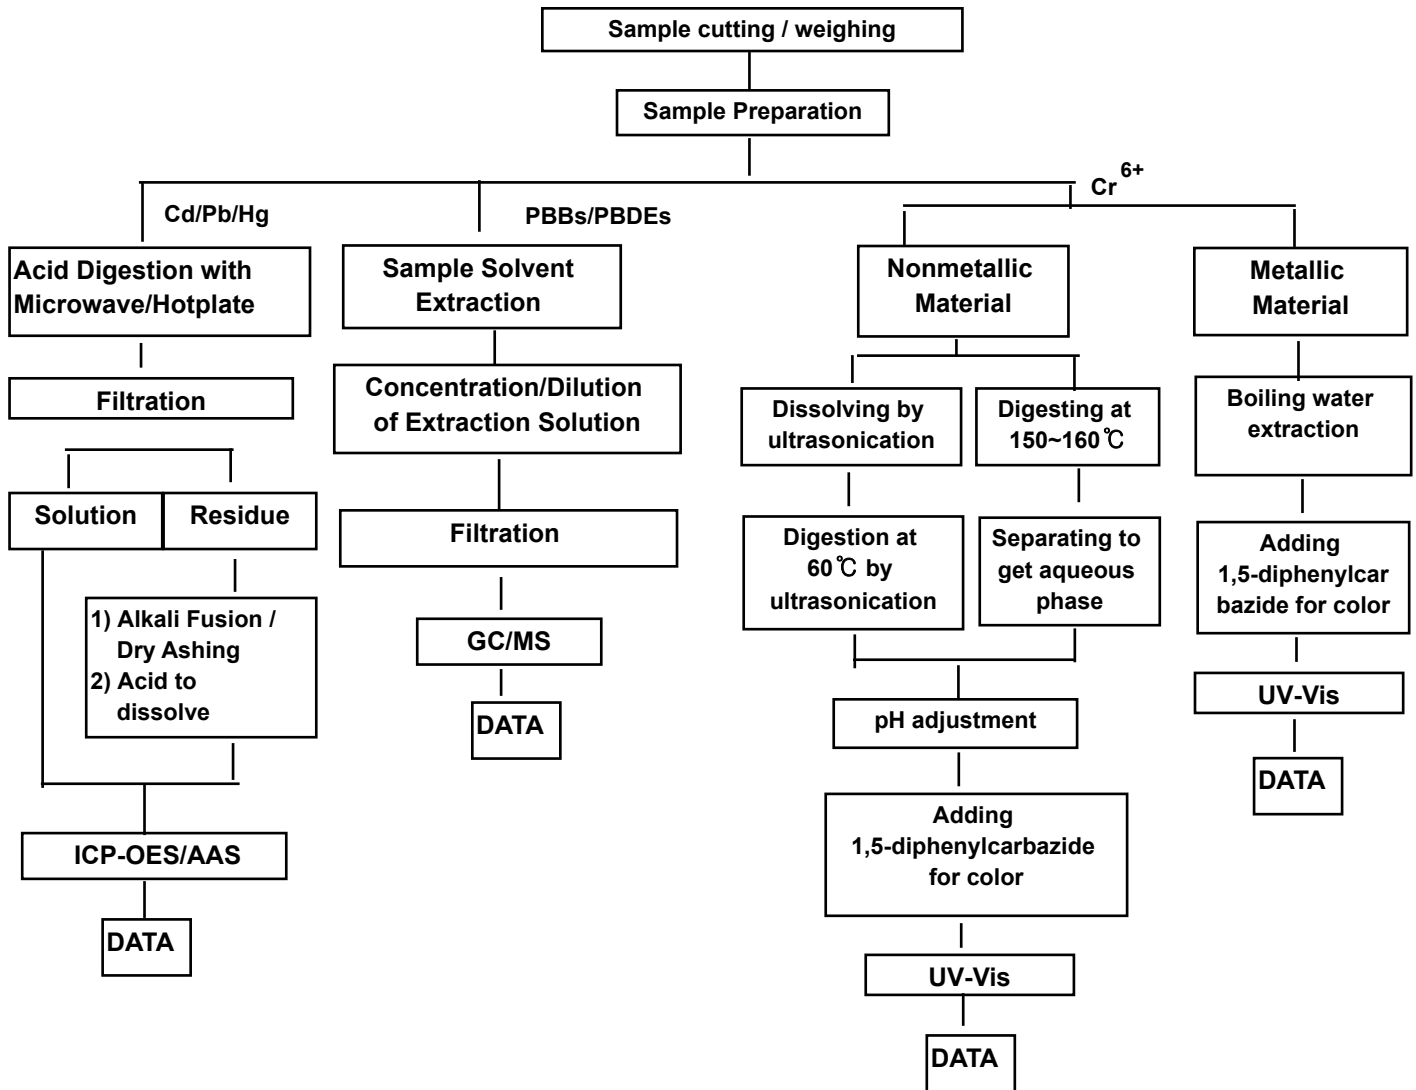 Sample cutting / weighing
Sample Preparation
Cr 6+
Cd/Pb/Hg
PBBs/PBDEs
Acid Digestion with
Microwave/Hotplate
Filtration
Solution
Residue
1) Alkali Fusion /
Dry Ashing
2) Acid to
dissolve
ICP-OES/AAS
DATA
Sample Solvent
Extraction
Concentration/Dilution
of Extraction Solution
Filtration
GC/MS
DATA
Nonmetallic
Material
Dissolving by
ultrasonication
Digestion at
60℃ by
ultrasonication
Digesting at
150~160℃
Separating to
get aqueous
phase
pH adjustment
Adding
1,5-diphenylcarbazide
for color
UV-Vis
DATA
Metallic
Material
Boiling water
extraction
Adding
1,5-diphenylcar
bazide for color
UV-Vis
DATA